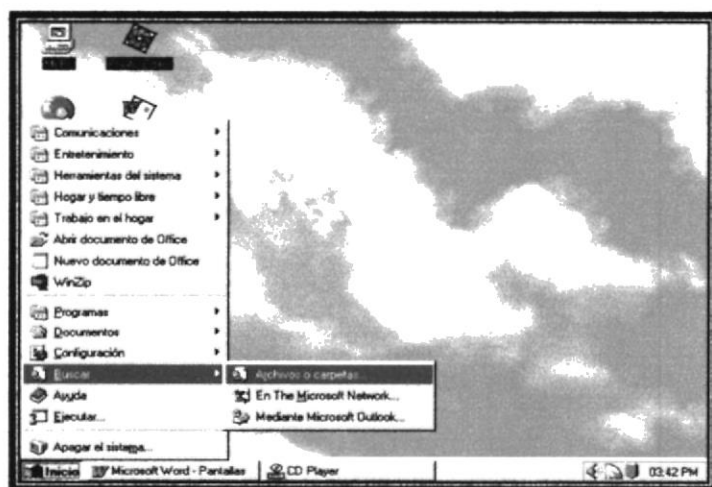 Comunicaciones
Entretenimiento
Herramientas del sistema
Hogar y tiempo libre
Trabajo en el hogar
Abrir documento de Office
Nuevo documento de Office
WinZip
Programas
Documentos
Configuración
Buscar
Archivos o carpetas...
Ayuda
En The Microsoft Network...
Ejecutar...
Mediante Microsoft Outlook...
Apagar el sistema...
Inicio Microsoft Word - Pantallas CD Player 03:42 PM